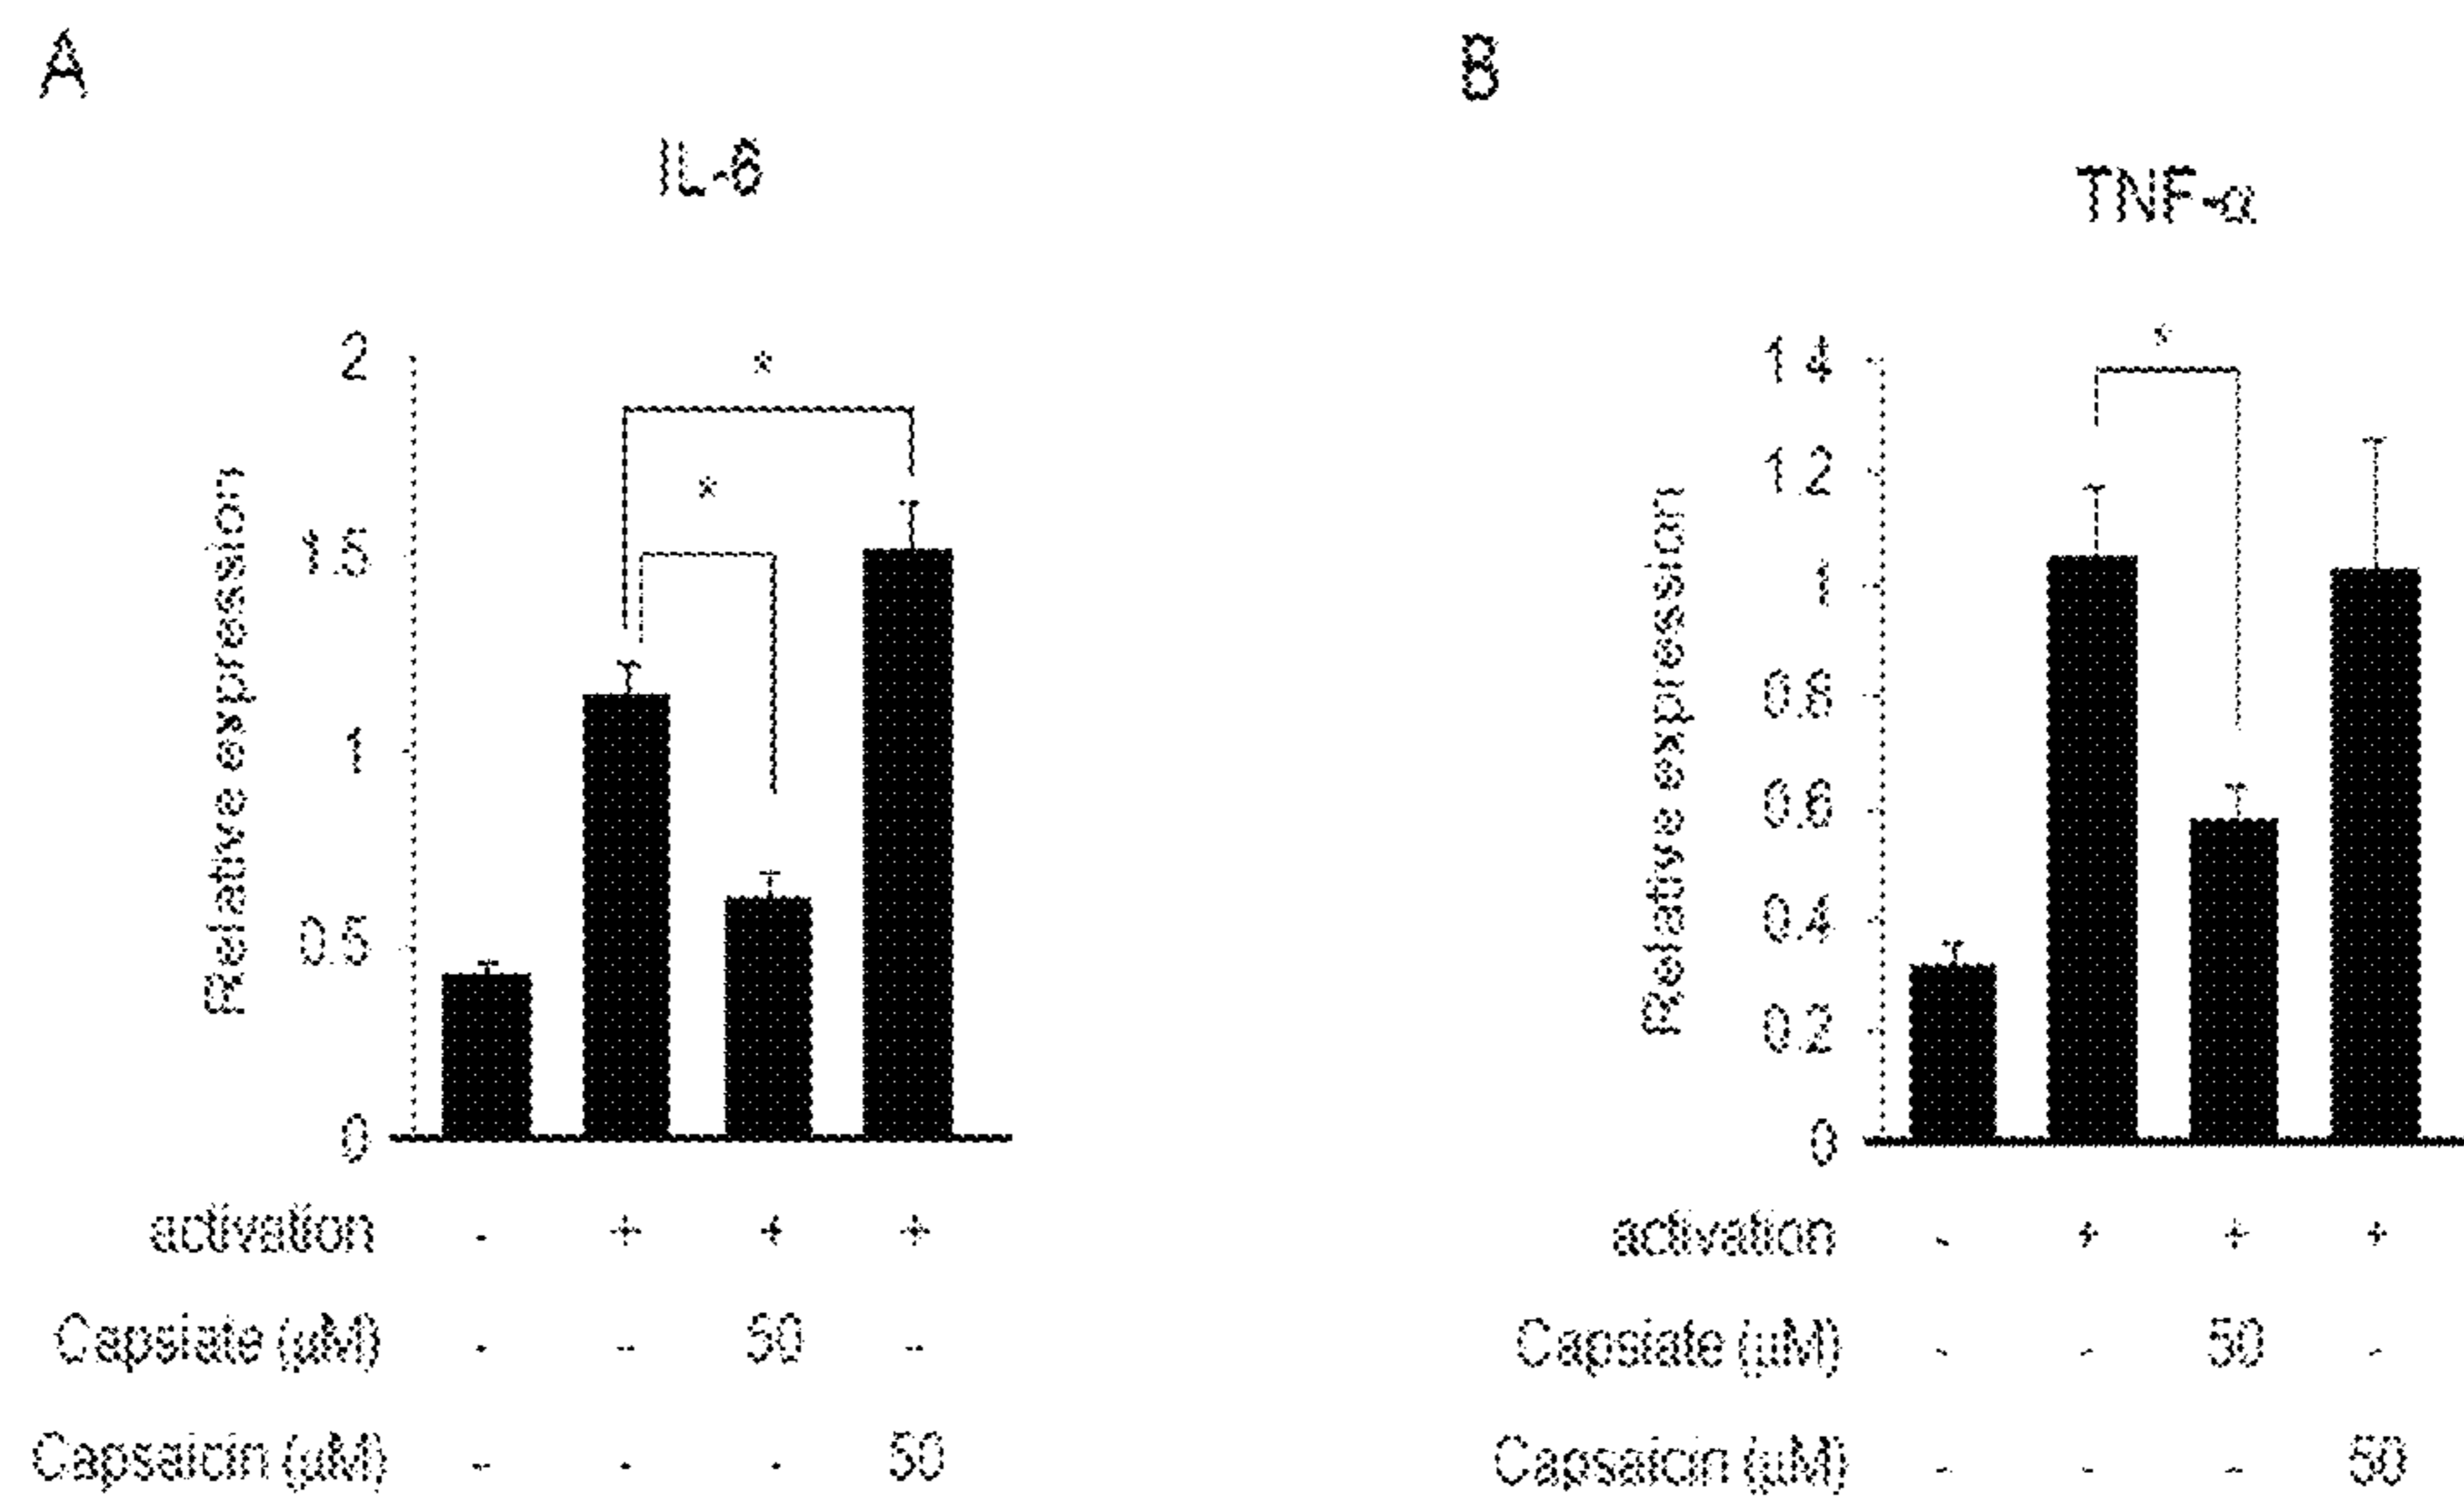 A
IL-6
*
*
Relative expression
2
1.5
1
0.5
0
activation - + + +
Capsiate (μM) - - 50 -
Capsaicin (μM) - - - 50
B
TNF-α
*
Relative expression
1.4
1.2
1
0.8
0.6
0.4
0.2
0
activation - + + +
Capsiate (μM) - - 50 -
Capsaicin (μM) - - - 50